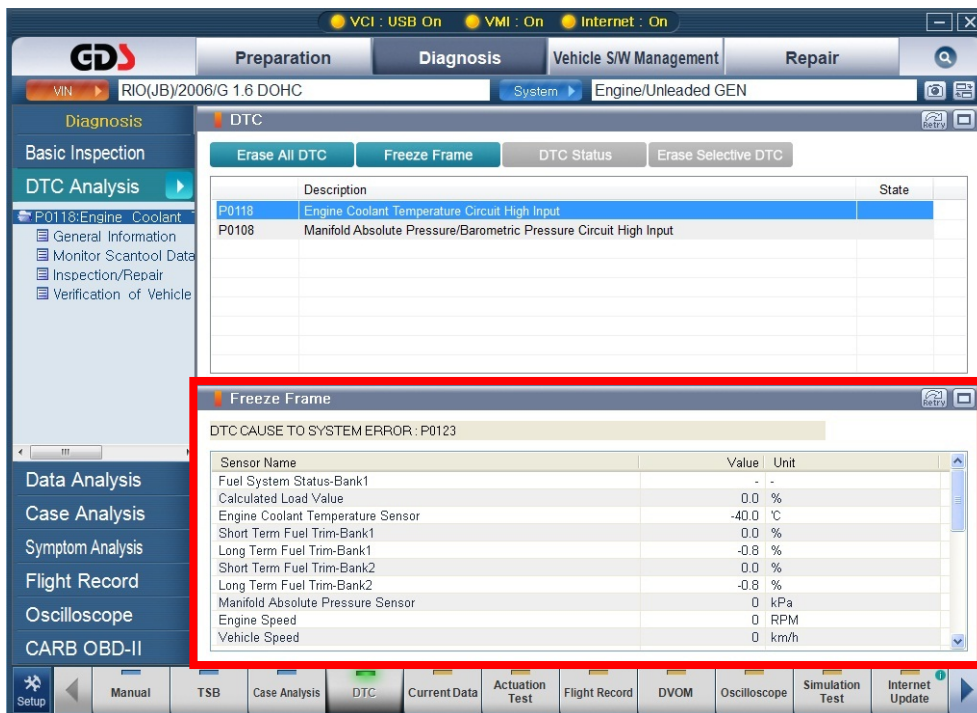 VCI : USB On VMI : On Internet : On
GDS Preparation Diagnosis Vehicle S/W Management Repair
VIN RIO(JB)/2006/G 1.6 DOHC System Engine/Unleaded GEN
Diagnosis
Basic Inspection
DTC Analysis
P0118:Engine Coolant
General Information
Monitor Scantool Data
Inspection/Repair
Verification of Vehicle
Data Analysis
Case Analysis
Symptom Analysis
Flight Record
Oscilloscope
CARB OBD-II
DTC Retry
Erase All DTC Freeze Frame DTC Status Erase Selective DTC
Description State
P0118 Engine Coolant Temperature Circuit High Input
P0108 Manifold Absolute Pressure/Barometric Pressure Circuit High Input
Freeze Frame Retry
DTC CAUSE TO SYSTEM ERROR : P0123
Sensor Name Value Unit
Fuel System Status-Bank1 - -
Calculated Load Value 0.0 %
Engine Coolant Temperature Sensor -40.0 ℃
Short Term Fuel Trim-Bank1 0.0 %
Long Term Fuel Trim-Bank1 -0.8 %
Short Term Fuel Trim-Bank2 0.0 %
Long Term Fuel Trim-Bank2 -0.8 %
Manifold Absolute Pressure Sensor 0 kPa
Engine Speed 0 RPM
Vehicle Speed 0 km/h
Setup Manual TSB Case Analysis DTC Current Data Actuation Test Flight Record DVOM Oscilloscope Simulation Test Internet Update